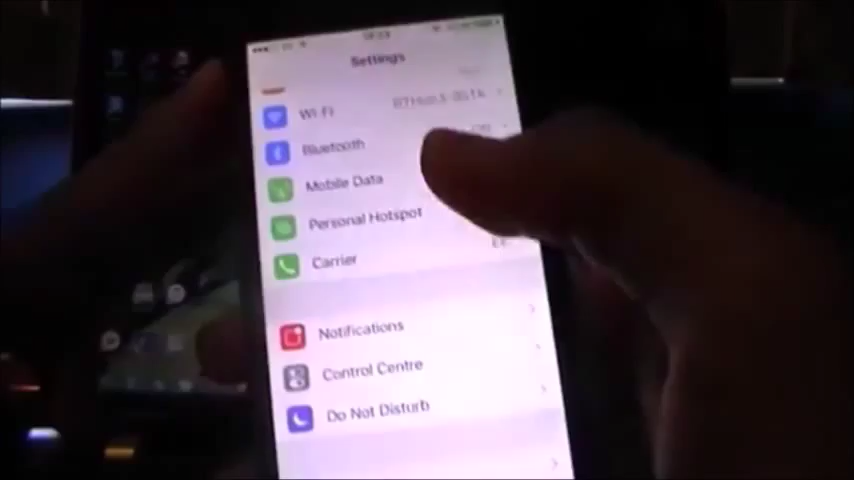 Settings
Wi-Fi
Bluetooth
Mobile Data
Personal Hotspot
Carrier
Notifications
Control Centre
Do Not Disturb